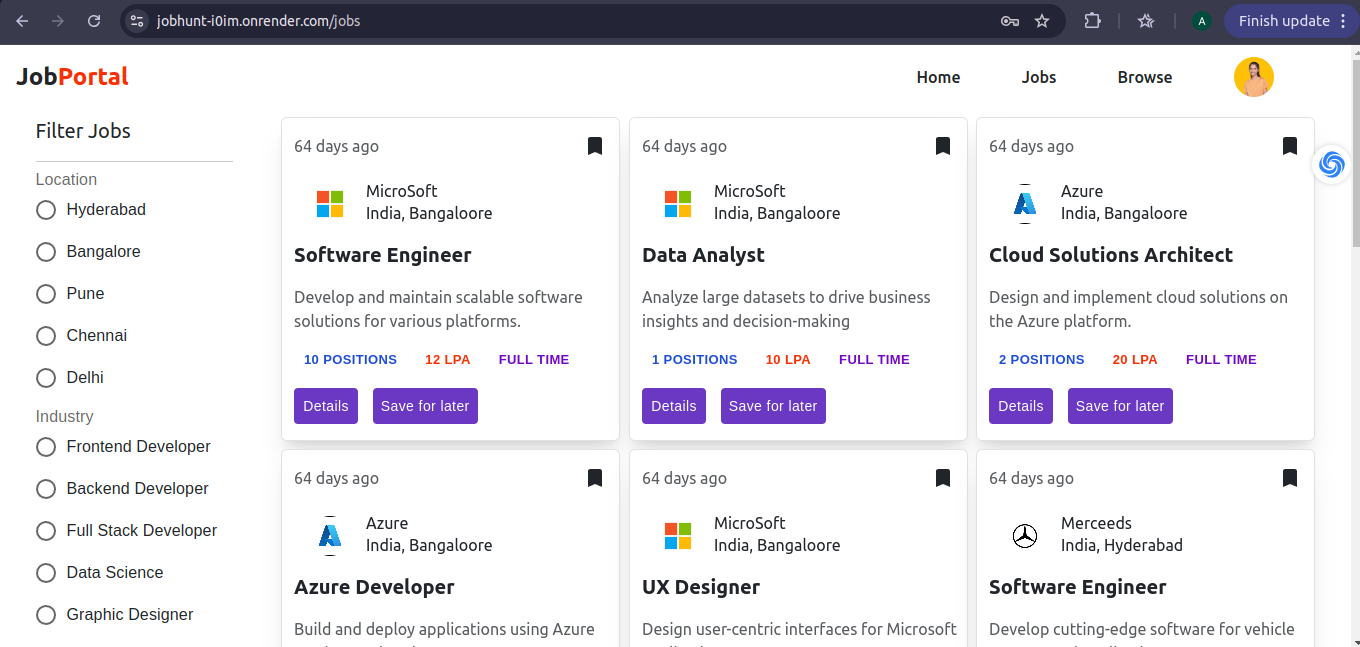 jobhunt-i0im.onrender.com/jobs
A
Finish update
JobPortal
Home
Jobs
Browse
Filter Jobs
Location
Hyderabad
Bangalore
Pune
Chennai
Delhi
Industry
Frontend Developer
Backend Developer
Full Stack Developer
Data Science
Graphic Designer
64 days ago
MicroSoft
India, Bangaloore
Software Engineer
Develop and maintain scalable software
solutions for various platforms.
10 POSITIONS 12 LPA FULL TIME
Details Save for later
64 days ago
MicroSoft
India, Bangaloore
Data Analyst
Analyze large datasets to drive business
insights and decision-making
1 POSITIONS 10 LPA FULL TIME
Details Save for later
64 days ago
Azure
India, Bangaloore
Cloud Solutions Architect
Design and implement cloud solutions on
the Azure platform.
2 POSITIONS 20 LPA FULL TIME
Details Save for later
64 days ago
Azure
India, Bangaloore
Azure Developer
Build and deploy applications using Azure
64 days ago
MicroSoft
India, Bangaloore
UX Designer
Design user-centric interfaces for Microsoft
64 days ago
Merceeds
India, Hyderabad
Software Engineer
Develop cutting-edge software for vehicle